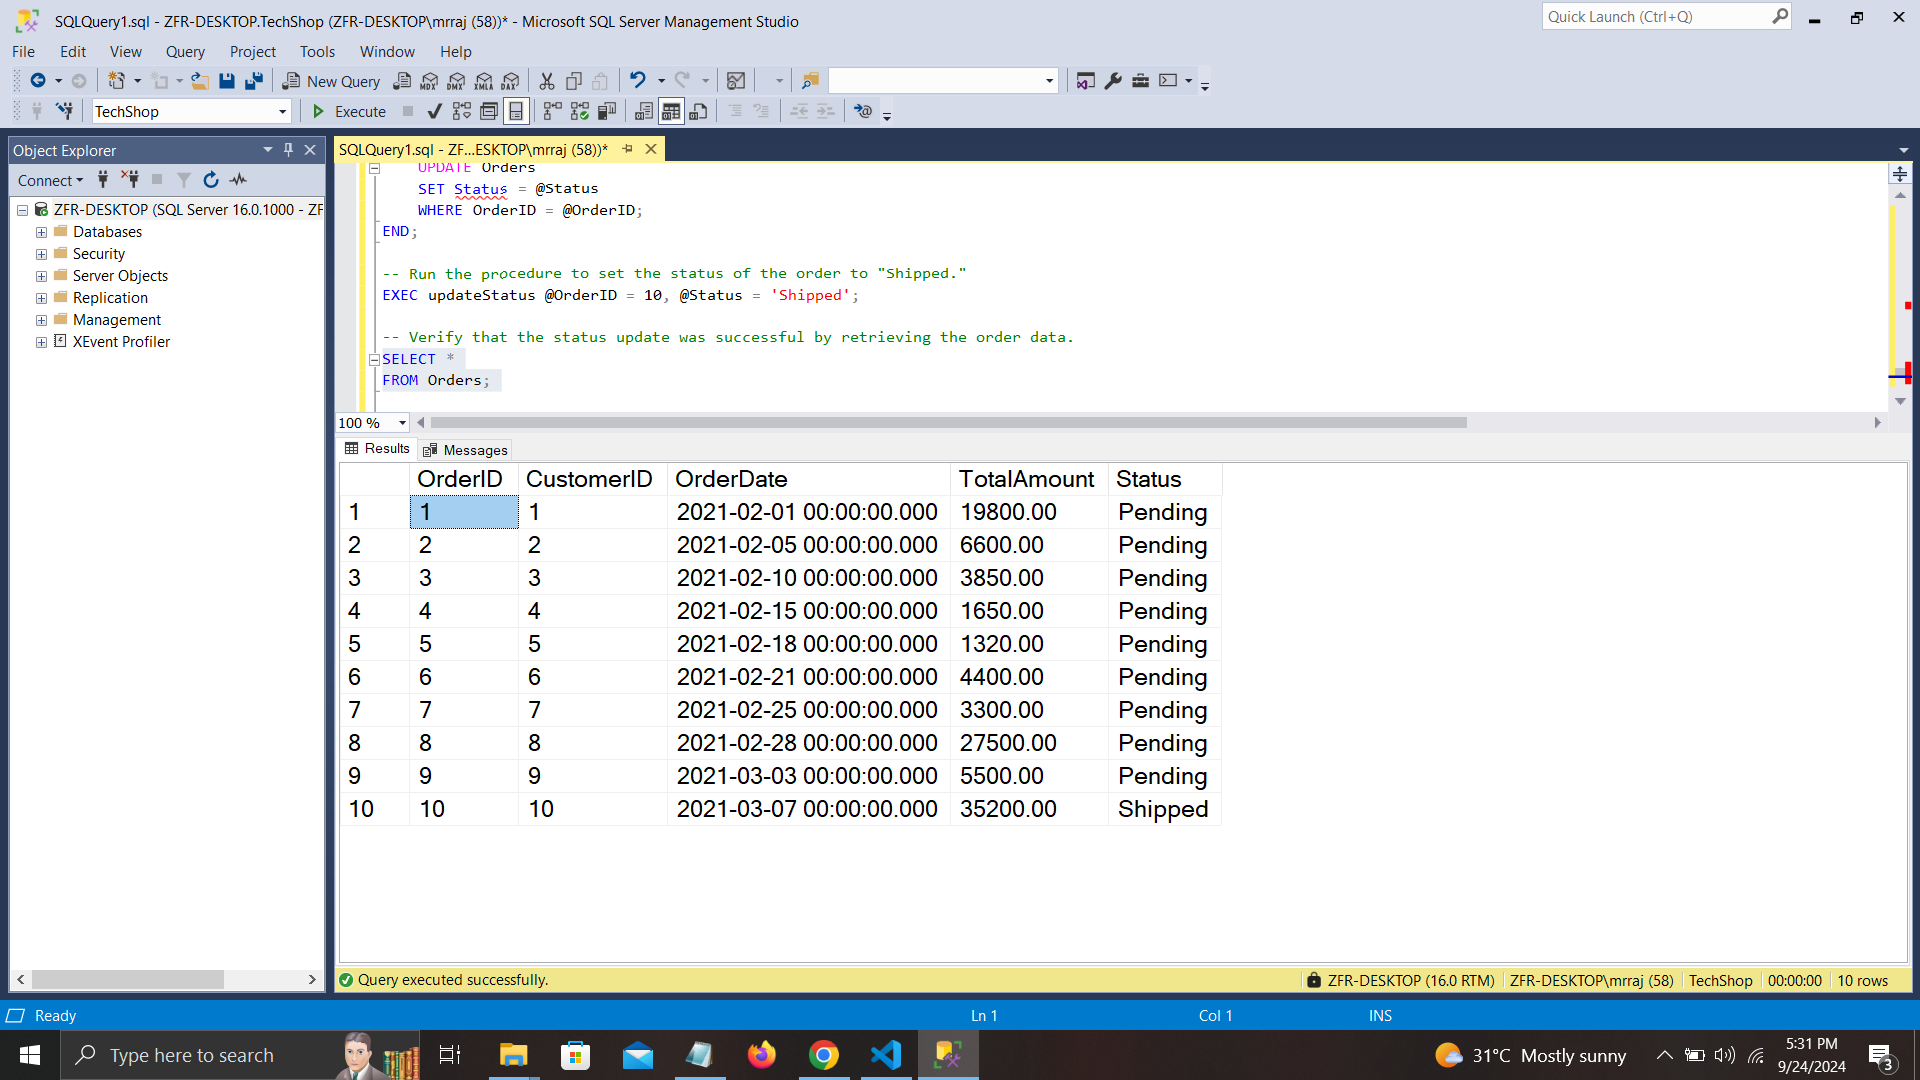 SQLQuery1.sql - ZFR-DESKTOP.TechShop (ZFR-DESKTOP\mrraj (58))* - Microsoft SQL Server Management Studio
Quick Launch (Ctrl+Q)
File Edit View Query Project Tools Window Help
New Query MDX DMX XMLA DAX
TechShop Execute
Object Explorer
Connect
ZFR-DESKTOP (SQL Server 16.0.1000 - ZF
Databases
Security
Server Objects
Replication
Management
XEvent Profiler
SQLQuery1.sql - ZF...ESKTOP\mrraj (58))*
UPDATE Orders
SET Status = @Status
WHERE OrderID = @OrderID;
END;
-- Run the procedure to set the status of the order to "Shipped."
EXEC updateStatus @OrderID = 10, @Status = 'Shipped';
-- Verify that the status update was successful by retrieving the order data.
SELECT *
FROM Orders;
100 %
Results Messages
OrderID CustomerID OrderDate TotalAmount Status
1 1 1 2021-02-01 00:00:00.000 19800.00 Pending
2 2 2 2021-02-05 00:00:00.000 6600.00 Pending
3 3 3 2021-02-10 00:00:00.000 3850.00 Pending
4 4 4 2021-02-15 00:00:00.000 1650.00 Pending
5 5 5 2021-02-18 00:00:00.000 1320.00 Pending
6 6 6 2021-02-21 00:00:00.000 4400.00 Pending
7 7 7 2021-02-25 00:00:00.000 3300.00 Pending
8 8 8 2021-02-28 00:00:00.000 27500.00 Pending
9 9 9 2021-03-03 00:00:00.000 5500.00 Pending
10 10 10 2021-03-07 00:00:00.000 35200.00 Shipped
Query executed successfully. ZFR-DESKTOP (16.0 RTM) ZFR-DESKTOP\mrraj (58) TechShop 00:00:00 10 rows
Ready Ln 1 Col 1 INS
Type here to search
31°C Mostly sunny
5:31 PM
9/24/2024
3